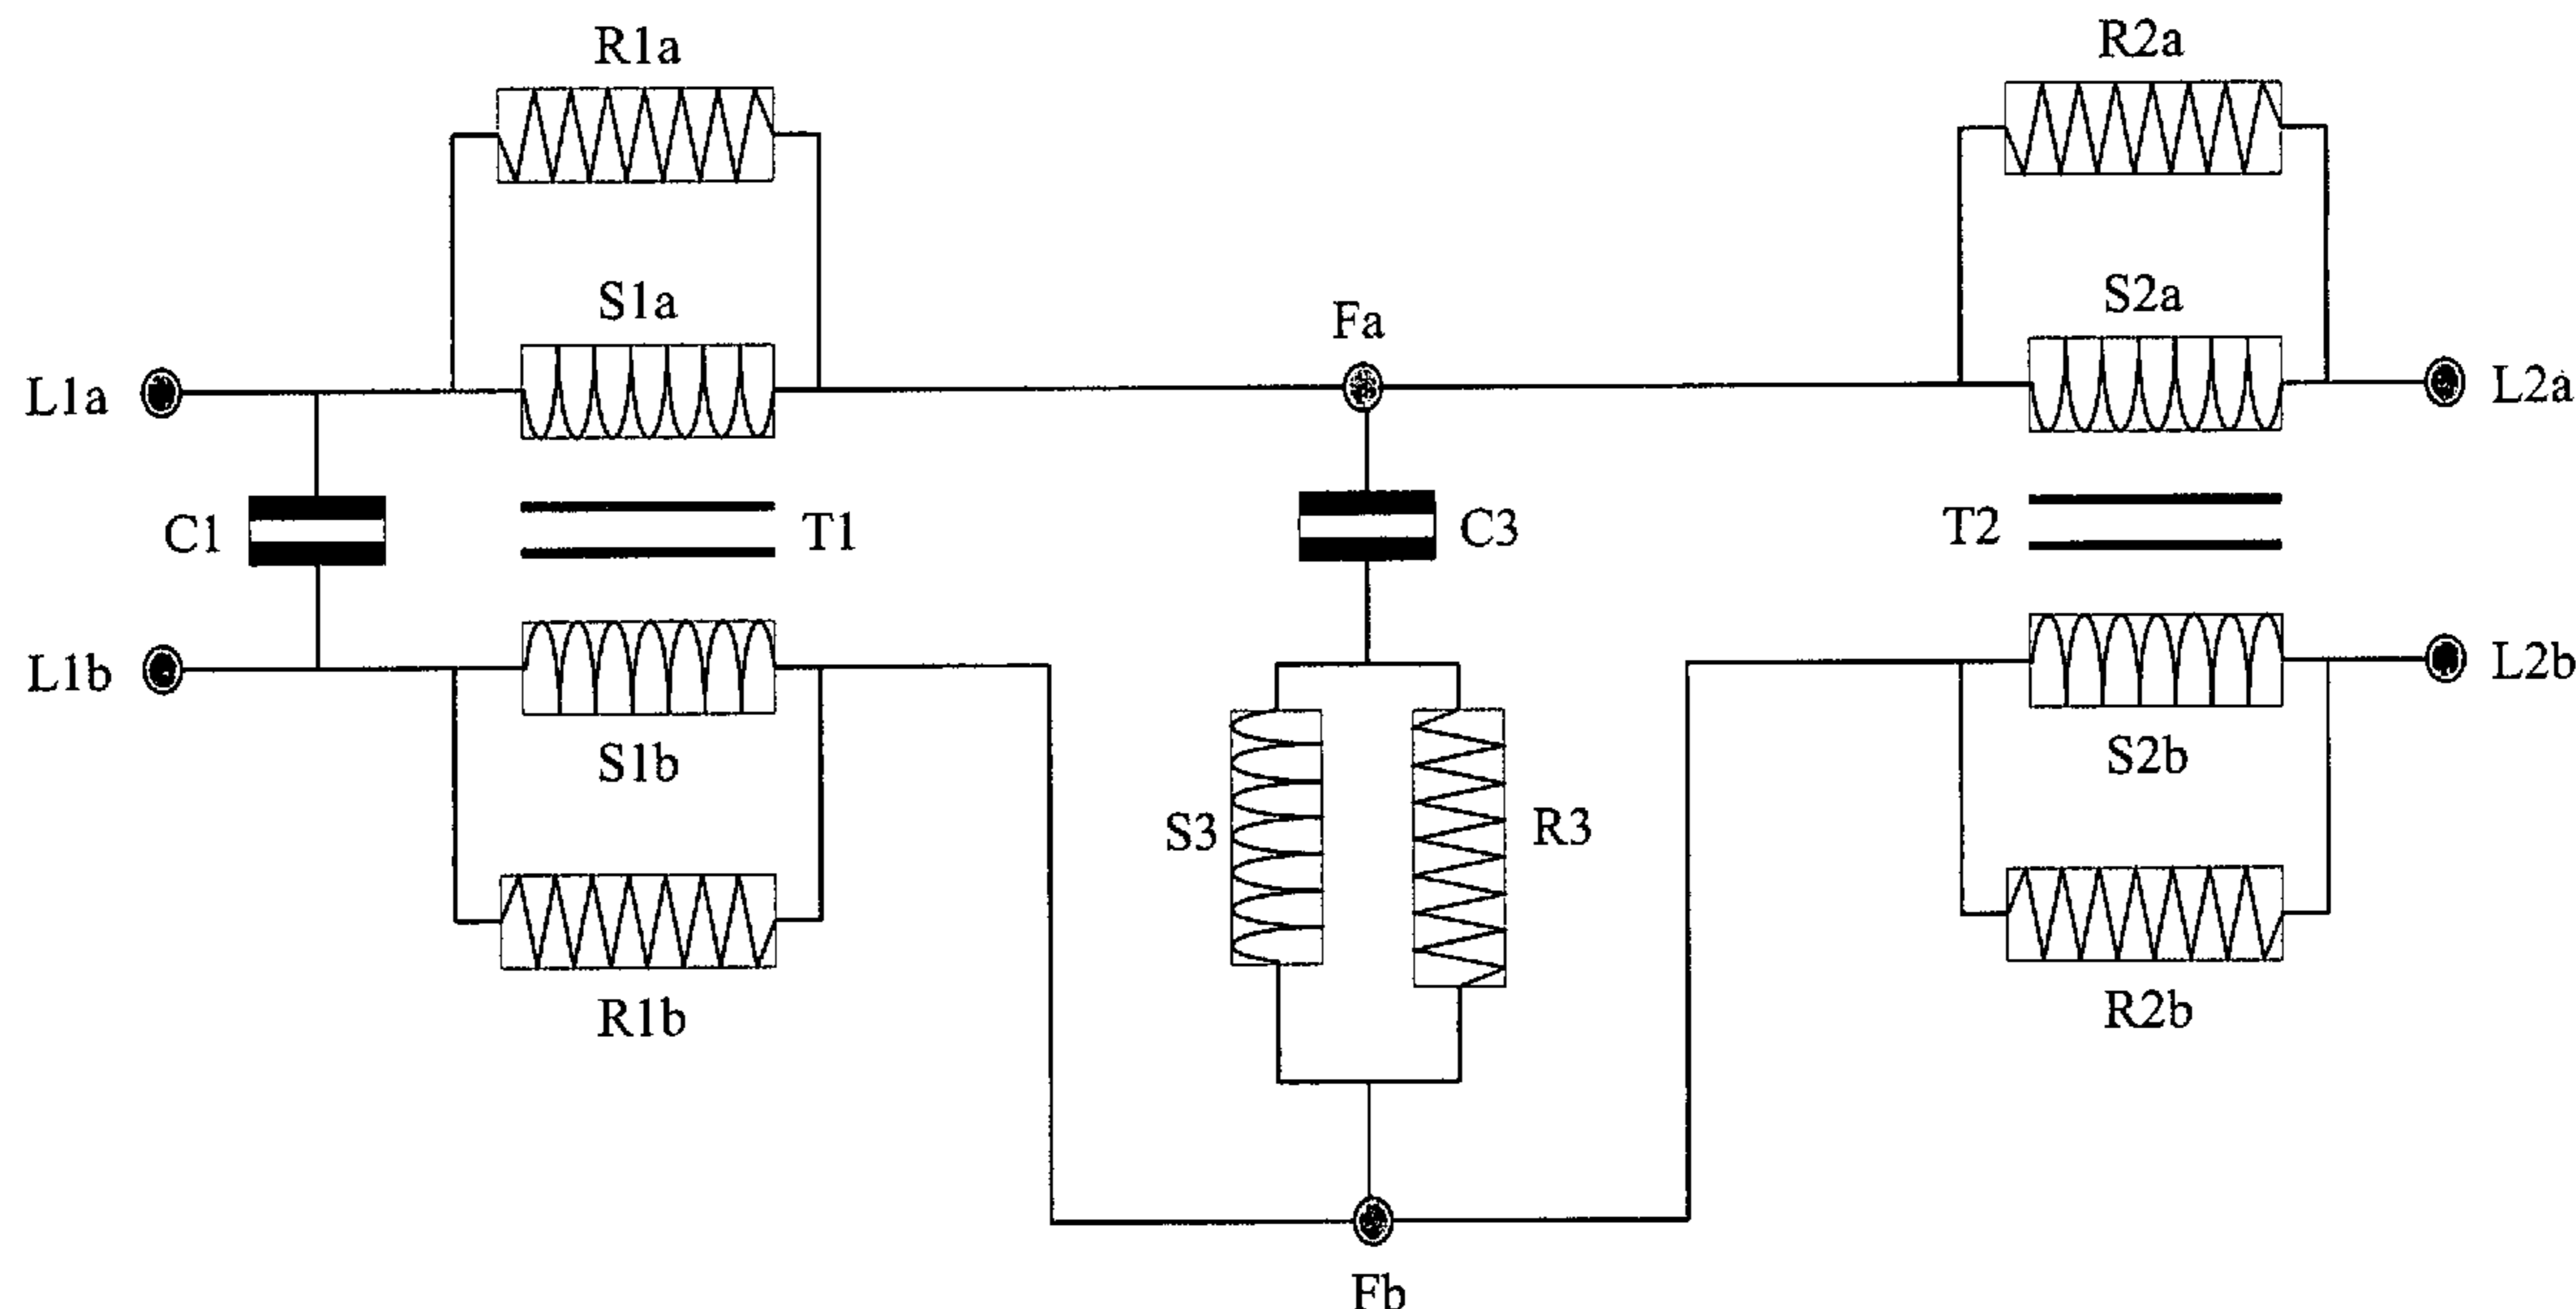 R1a
R2a
S1a
S2a
Fa
L1a
L2a
C1
T1
C3
T2
L1b
L2b
S1b
S2b
S3
R3
R1b
R2b
Fb